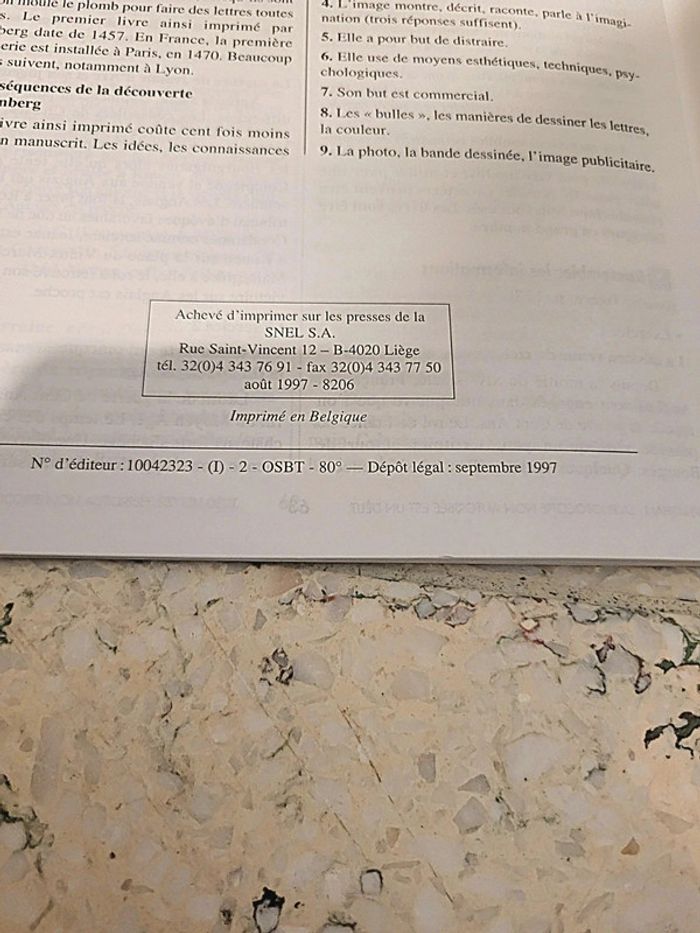 moule le plomb pour faire des lettres toutes
s. Le premier livre ainsi imprimé par
berg date de 1457. En France, la première
erie est installée à Paris, en 1470. Beaucoup
suivent, notamment à Lyon.
séquences de la découverte
nberg
ivre ainsi imprimé coûte cent fois moins
n manuscrit. Les idées, les connaissances
4. L'image montre, décrit, raconte, parle à l'imagi-
nation (trois réponses suffisent).
5. Elle a pour but de distraire.
6. Elle use de moyens esthétiques, techniques, psy-
chologiques.
7. Son but est commercial.
8. Les « bulles », les manières de dessiner les lettres,
la couleur.
9. La photo, la bande dessinée, l'image publicitaire.
Achevé d'imprimer sur les presses de la
SNEL S.A.
Rue Saint-Vincent 12 – B-4020 Liège
tél. 32(0)4 343 76 91 - fax 32(0)4 343 77 50
août 1997 - 8206
Imprimé en Belgique
N° d'éditeur : 10042323 - (I) - 2 - OSBT - 80° — Dépôt légal : septembre 1997